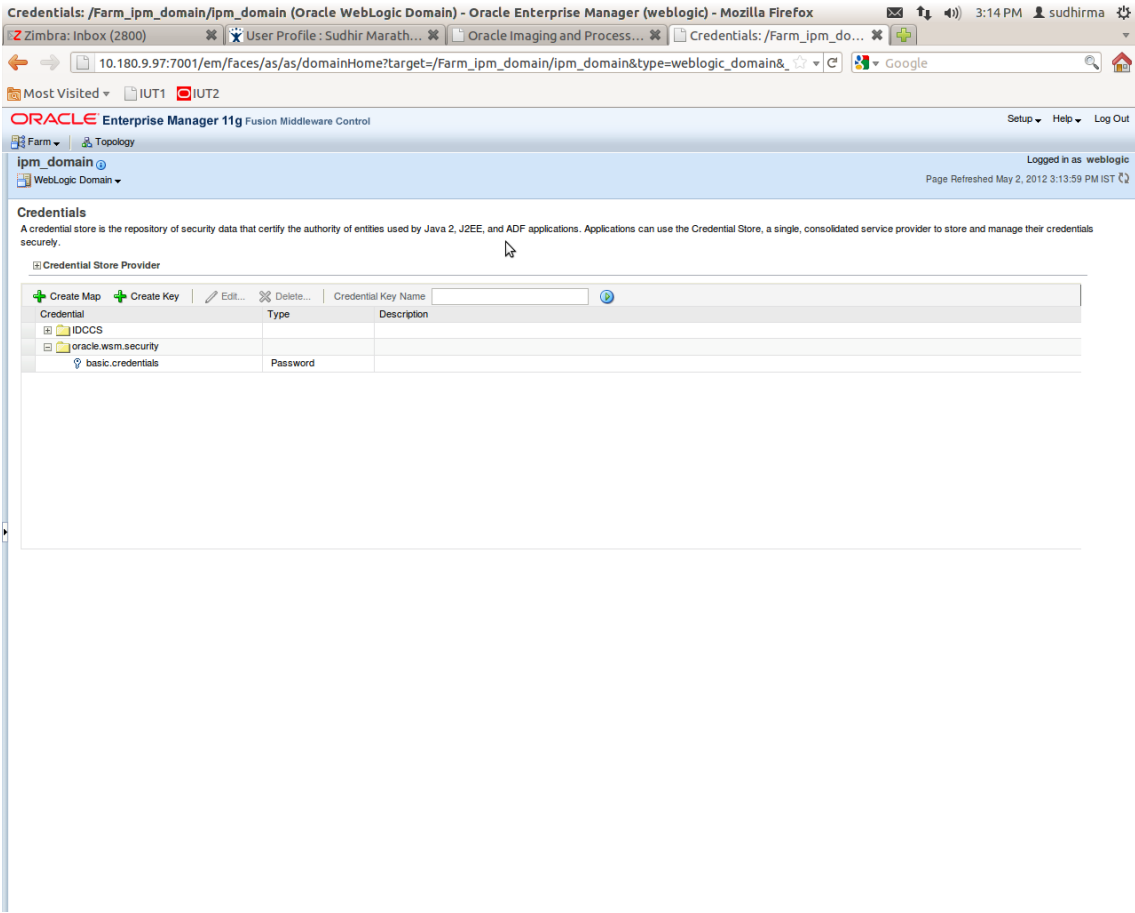 Credentials: /Farm_ipm_domain/ipm_domain (Oracle WebLogic Domain) - Oracle Enterprise Manager (weblogic) - Mozilla Firefox 3:14 PM sudhirma
Z Zimbra: Inbox (2800) User Profile : Sudhir Marath... Oracle Imaging and Process... Credentials: /Farm_ipm_do...
10.180.9.97:7001/em/faces/as/as/domainHome?target=/Farm_ipm_domain/ipm_domain&type=weblogic_domain&_ Google
Most Visited IUT1 IUT2
ORACLE Enterprise Manager 11g Fusion Middleware Control Setup Help Log Out
Farm Topology
ipm_domain Logged in as weblogic
WebLogic Domain Page Refreshed May 2, 2012 3:13:59 PM IST
Credentials
A credential store is the repository of security data that certify the authority of entities used by Java 2, J2EE, and ADF applications. Applications can use the Credential Store, a single, consolidated service provider to store and manage their credentials
securely.
Credential Store Provider
Create Map Create Key Edit... Delete... Credential Key Name
Credential Type Description
IDCCS
oracle.wsm.security
basic.credentials Password